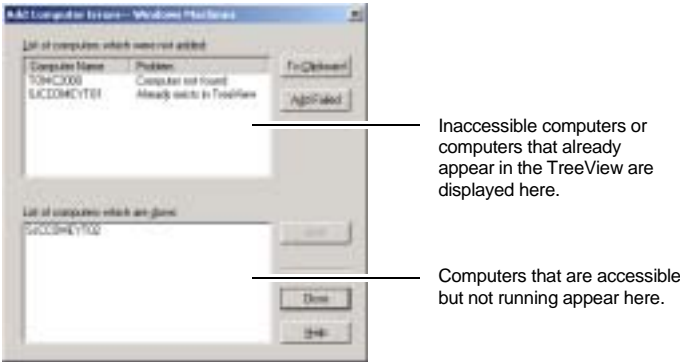 Add Computer Errors -- Windows Machines
List of computers which were not added:
Computer Name Problem
Computer not found
Already exists in TreeView
To Clipboard
Add Failed
Inaccessible computers or
computers that already
appear in the TreeView are
displayed here.
List of computers which are down:
Close
Help
Computers that are accessible
but not running appear here.